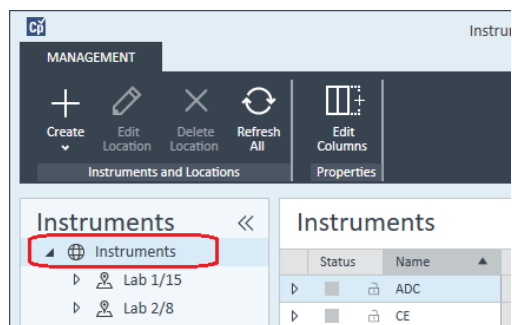 Cp
Instru
MANAGEMENT
Create
Edit
Location
Delete
Location
Refresh
All
Edit
Columns
Instruments and Locations
Properties
Instruments
Instruments
Lab 1/15
Lab 2/8
Instruments
Status Name
ADC
CE